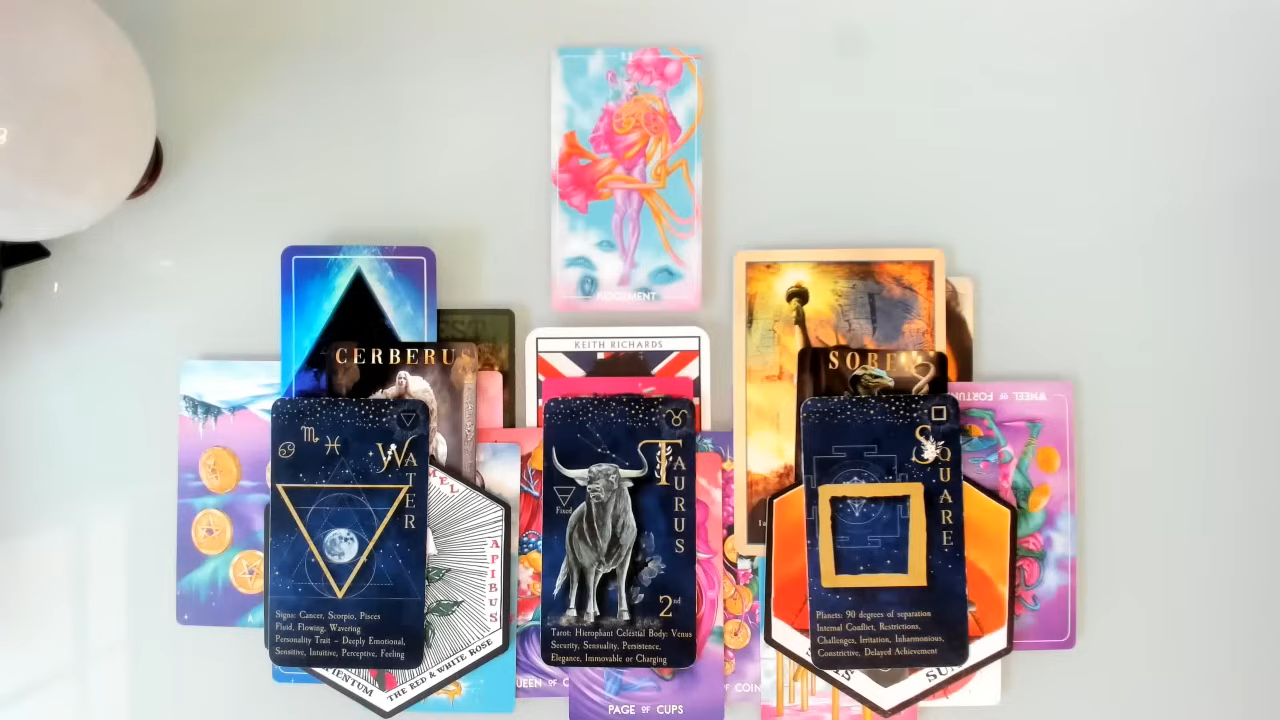 JUDGEMENT
KEITH RICHARDS
CERBERUS
WHEEL OF FORTUNE
WATER
Signs: Cancer, Scorpio, Pisces
Fluid, Flowing, Wavering
Personality Trait – Deeply Emotional,
Sensitive, Intuitive, Perceptive, Feeling
APIBUS
THE RED & WHITE ROSE
TAURUS
Fixed
2nd
Tarot: Hierophant Celestial Body: Venus
Security, Sensuality, Persistence,
Elegance, Immovable or Charging
PAGE OF CUPS
SQUARE
Planets: 90 degrees of separation
Internal Conflict, Restrictions,
Challenges, Irritation, Inharmonious,
Constrictive, Delayed Achievement